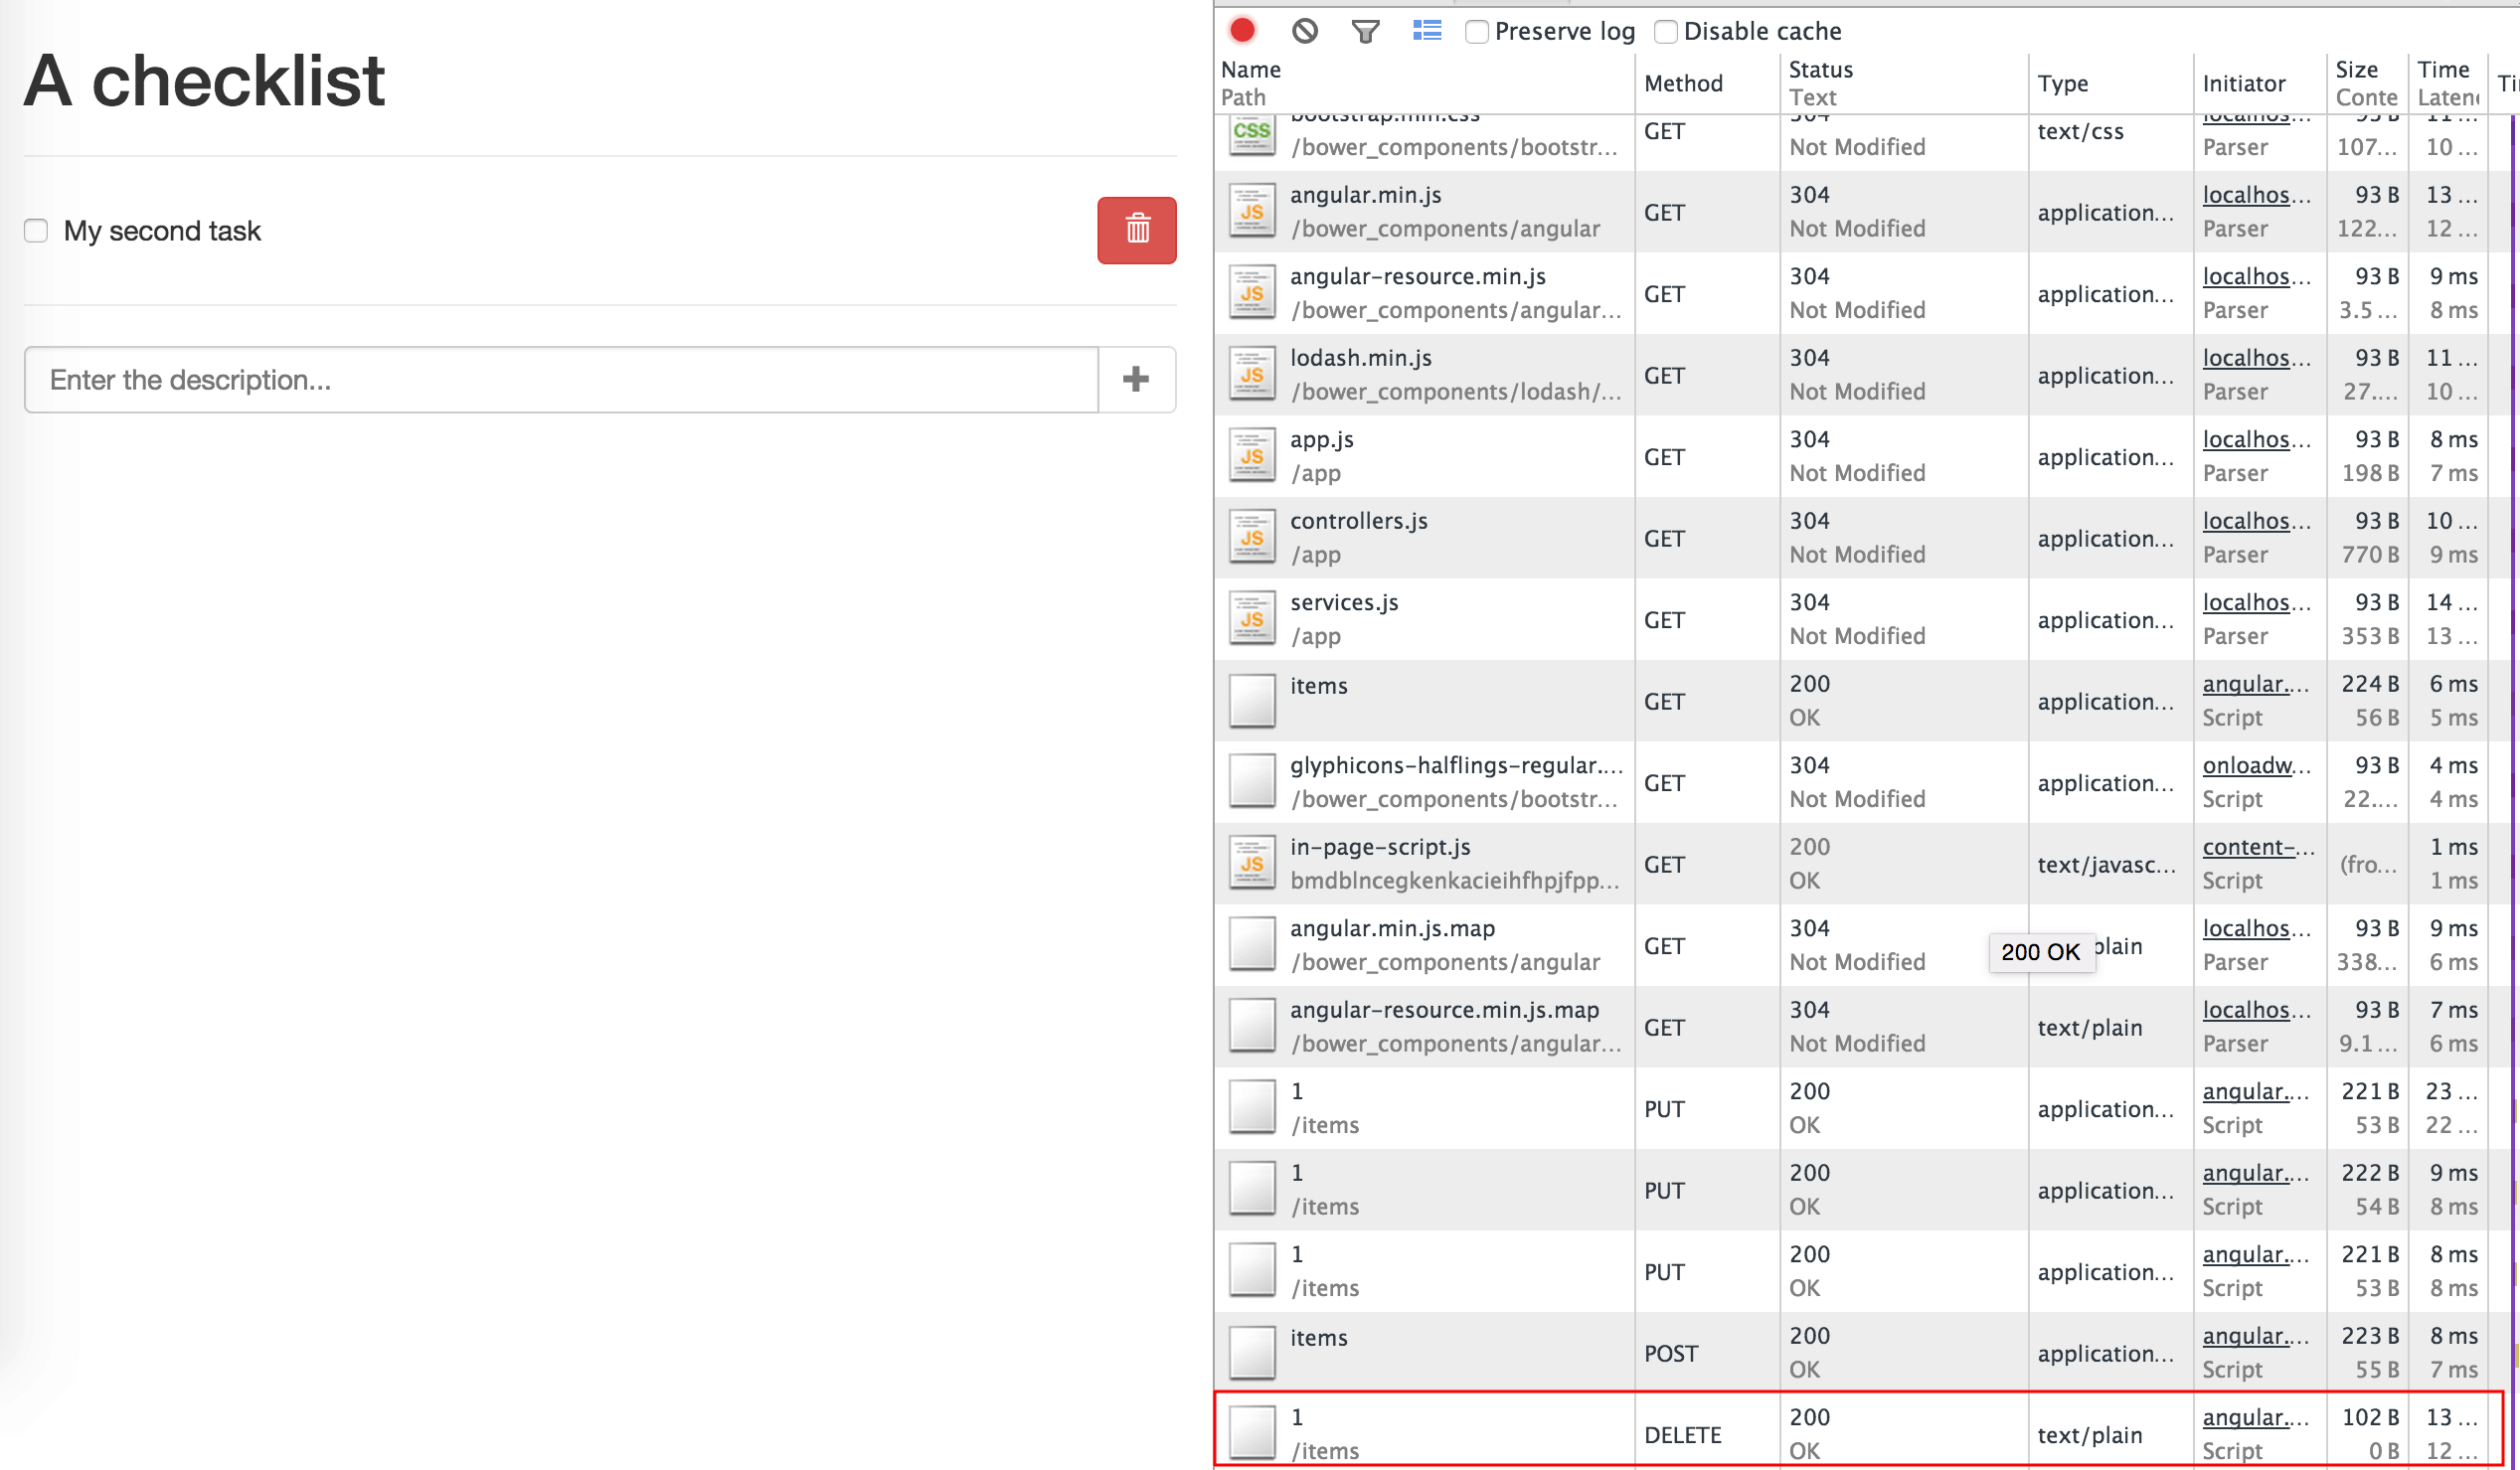 A checklist
My second task
Enter the description...
Preserve log Disable cache
Name Method Status Type Initiator Size Time
Path Text Conte Laten
bootstrap.min.css GET 304 text/css localhos... 93 B 11 ...
/bower_components/bootstr... Not Modified Parser 107... 10 ...
angular.min.js GET 304 application... localhos... 93 B 13 ...
/bower_components/angular Not Modified Parser 122... 12 ...
angular-resource.min.js GET 304 application... localhos... 93 B 9 ms
/bower_components/angular... Not Modified Parser 3.5 ... 8 ms
lodash.min.js GET 304 application... localhos... 93 B 11 ...
/bower_components/lodash/... Not Modified Parser 27.... 10 ...
app.js GET 304 application... localhos... 93 B 8 ms
/app Not Modified Parser 198 B 7 ms
controllers.js GET 304 application... localhos... 93 B 10 ...
/app Not Modified Parser 770 B 9 ms
services.js GET 304 application... localhos... 93 B 14 ...
/app Not Modified Parser 353 B 13 ...
items GET 200 application... angular.... 224 B 6 ms
OK Script 56 B 5 ms
glyphicons-halflings-regular.... GET 304 application... onloadw... 93 B 4 ms
/bower_components/bootstr... Not Modified Script 22.... 4 ms
in-page-script.js GET 200 text/javasc... content-... (fro... 1 ms
bmdblncegkenkacieihfhpjfpp... OK Script 1 ms
angular.min.js.map GET 304 plain localhos... 93 B 9 ms
/bower_components/angular Not Modified 200 OK Parser 338... 6 ms
angular-resource.min.js.map GET 304 text/plain localhos... 93 B 7 ms
/bower_components/angular... Not Modified Parser 9.1 ... 6 ms
1 PUT 200 application... angular.... 221 B 23 ...
/items OK Script 53 B 22 ...
1 PUT 200 application... angular.... 222 B 9 ms
/items OK Script 54 B 8 ms
1 PUT 200 application... angular.... 221 B 8 ms
/items OK Script 53 B 8 ms
items POST 200 application... angular.... 223 B 8 ms
OK Script 55 B 7 ms
1 DELETE 200 text/plain angular.... 102 B 13 ...
/items OK Script 0 B 12 ...